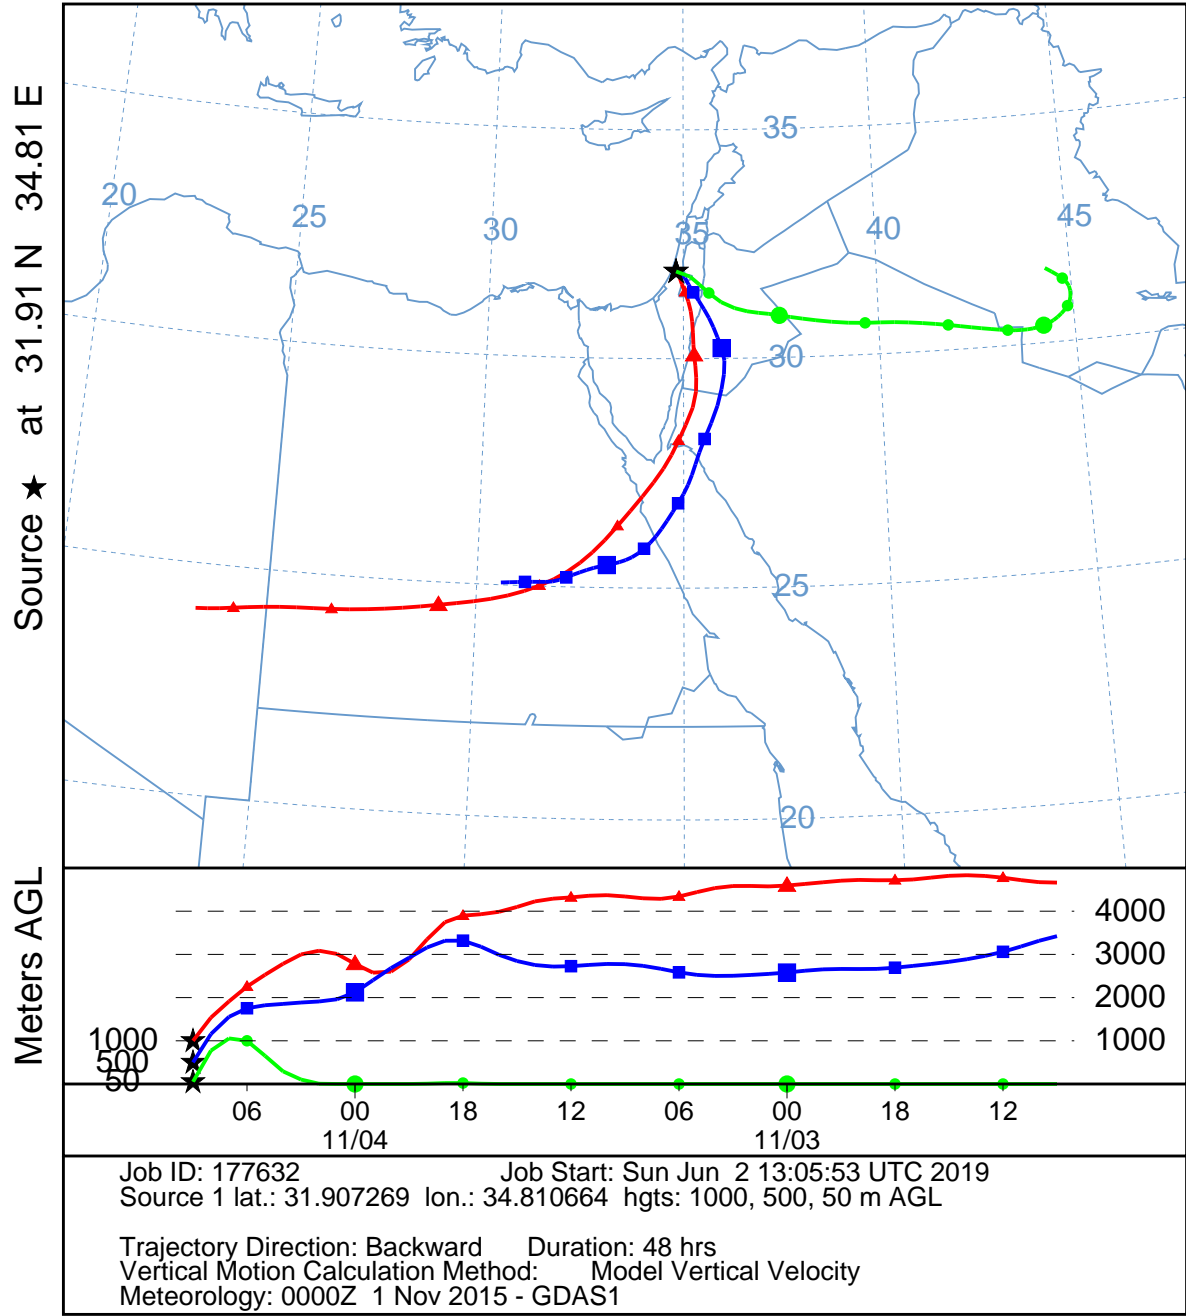 Source ★ at 31.91 N 34.81 E
35
20
25
30
35
40
45
30
25
20
Meters AGL
4000
3000
2000
1000
1000
500
50
06 00 18 12 06 00 18 12
11/04 11/03
Job ID: 177632 Job Start: Sun Jun 2 13:05:53 UTC 2019
Source 1 lat.: 31.907269 lon.: 34.810664 hgts: 1000, 500, 50 m AGL
Trajectory Direction: Backward Duration: 48 hrs
Vertical Motion Calculation Method: Model Vertical Velocity
Meteorology: 0000Z 1 Nov 2015 - GDAS1